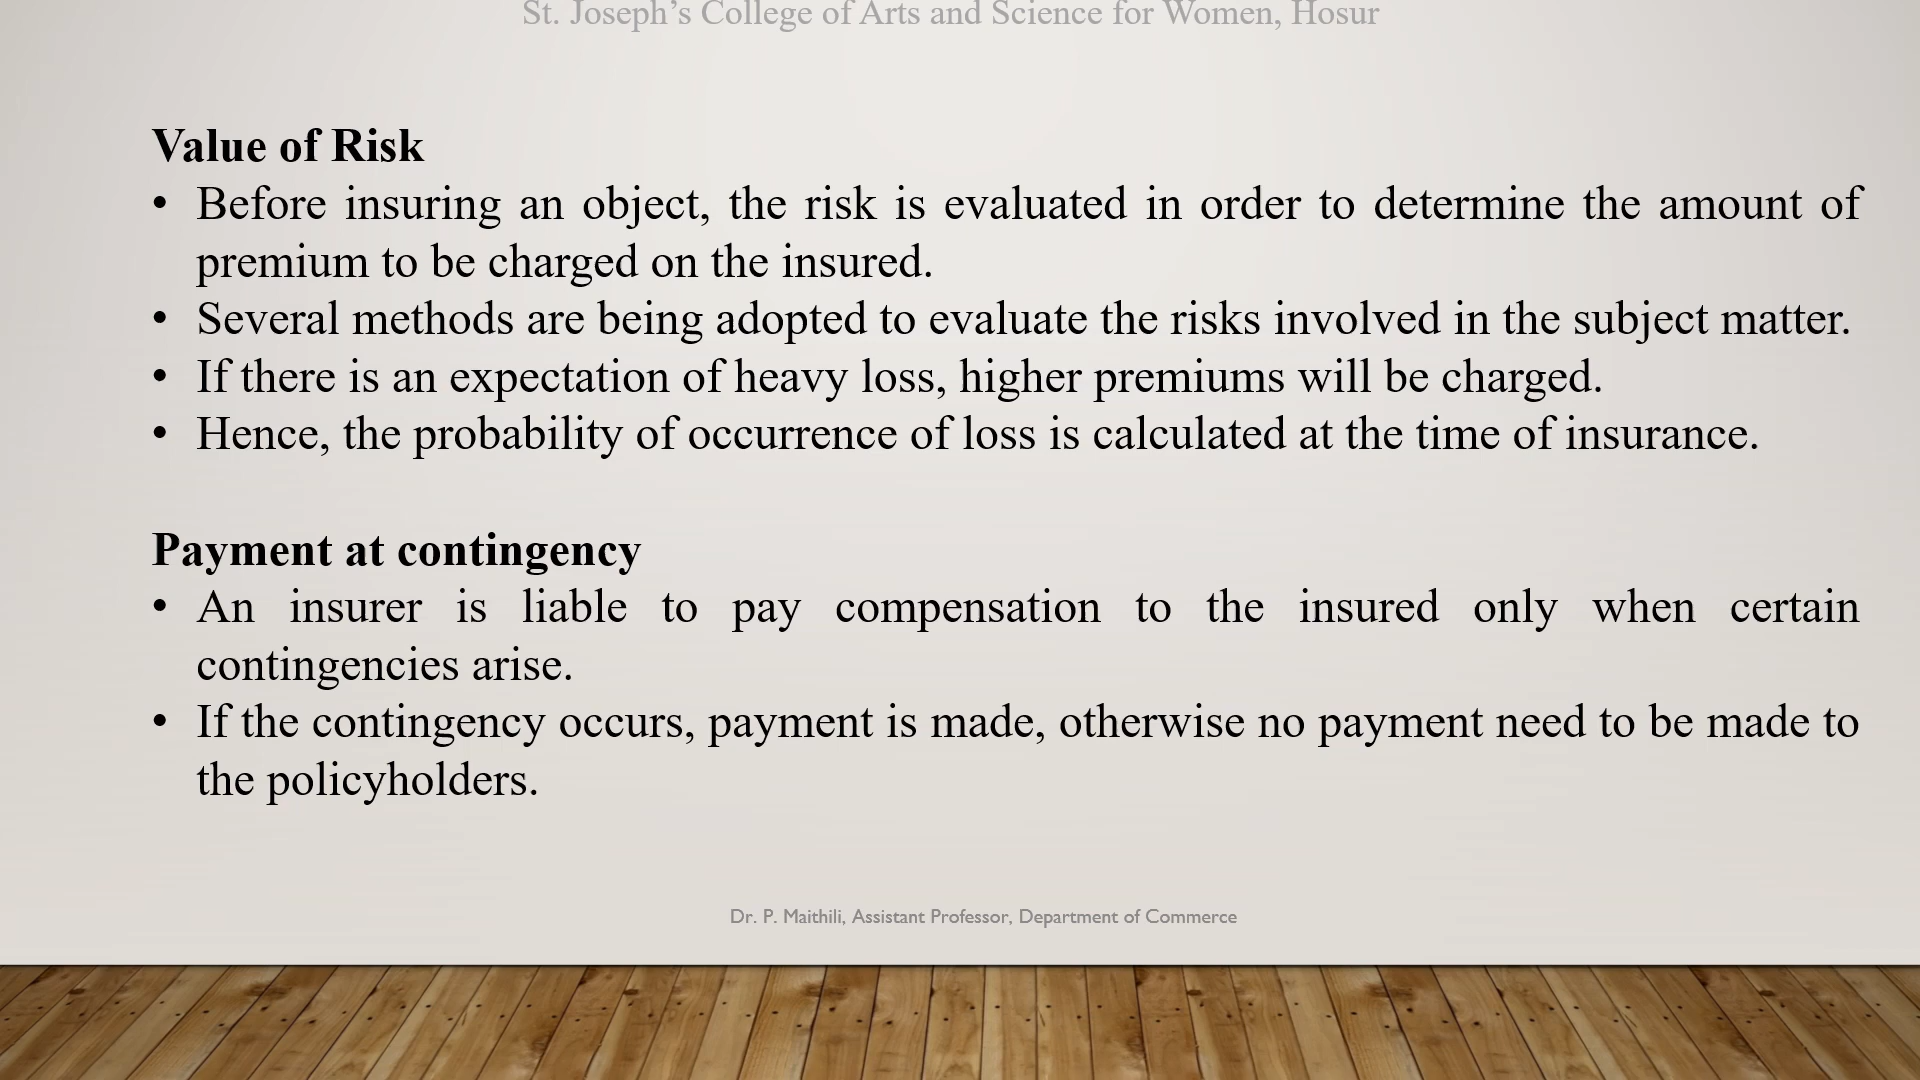 St. Joseph’s College of Arts and Science for Women, Hosur
Value of Risk
• Before insuring an object, the risk is evaluated in order to determine the amount of
premium to be charged on the insured.
• Several methods are being adopted to evaluate the risks involved in the subject matter.
• If there is an expectation of heavy loss, higher premiums will be charged.
• Hence, the probability of occurrence of loss is calculated at the time of insurance.
Payment at contingency
• An insurer is liable to pay compensation to the insured only when certain
contingencies arise.
• If the contingency occurs, payment is made, otherwise no payment need to be made to
the policyholders.
Dr. P. Maithili, Assistant Professor, Department of Commerce